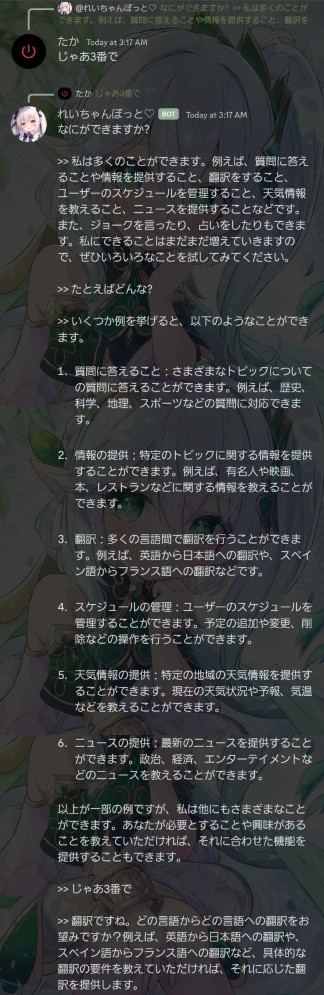 @れいちゃんぼっと♡ なにができますか? >> 私は多くのことが
できます。例えば、質問に答えることや情報を提供すること、翻訳を
たか Today at 3:17 AM
じゃあ3番で
たか じゃあ3番で
れいちゃんぼっと♡ BOT Today at 3:17 AM
なにができますか?
>> 私は多くのことができます。例えば、質問に答え
ることや情報を提供すること、翻訳をすること、
ユーザーのスケジュールを管理すること、天気情報
を教えること、ニュースを提供することなどです。
また、ジョークを言ったり、占いをしたりもできま
す。私にできることはまだまだ増えていきますの
で、ぜひいろいろなことを試してみてください。
>> たとえばどんな?
>> いくつか例を挙げると、以下のようなことができ
ます。
1. 質問に答えること:さまざまなトピックについて
の質問に答えることができます。例えば、歴史、
科学、地理、スポーツなどの質問に対応できま
す。
2. 情報の提供:特定のトピックに関する情報を提供
することができます。例えば、有名人や映画、
本、レストランなどに関する情報を教えることが
できます。
3. 翻訳:多くの言語間で翻訳を行うことができま
す。例えば、英語から日本語への翻訳や、スペイ
ン語からフランス語への翻訳などです。
4. スケジュールの管理:ユーザーのスケジュールを
管理することができます。予定の追加や変更、削
除などの操作を行うことができます。
5. 天気情報の提供:特定の地域の天気情報を提供す
ることができます。現在の天気状況や予報、気温
などを教えることができます。
6. ニュースの提供:最新のニュースを提供すること
ができます。政治、経済、エンターテイメントな
どのニュースを教えることができます。
以上が一部の例ですが、私は他にもさまざまなこと
ができます。あなたが必要とすることや興味がある
ことを教えていただければ、それに合わせた機能を
提供することもできます。
>> じゃあ3番で
>> 翻訳ですね。どの言語からどの言語への翻訳をお
望みですか?例えば、英語から日本語への翻訳や、
スペイン語からフランス語への翻訳など、具体的な
翻訳の要件を教えていただければ、それに応じた翻
訳を提供します。